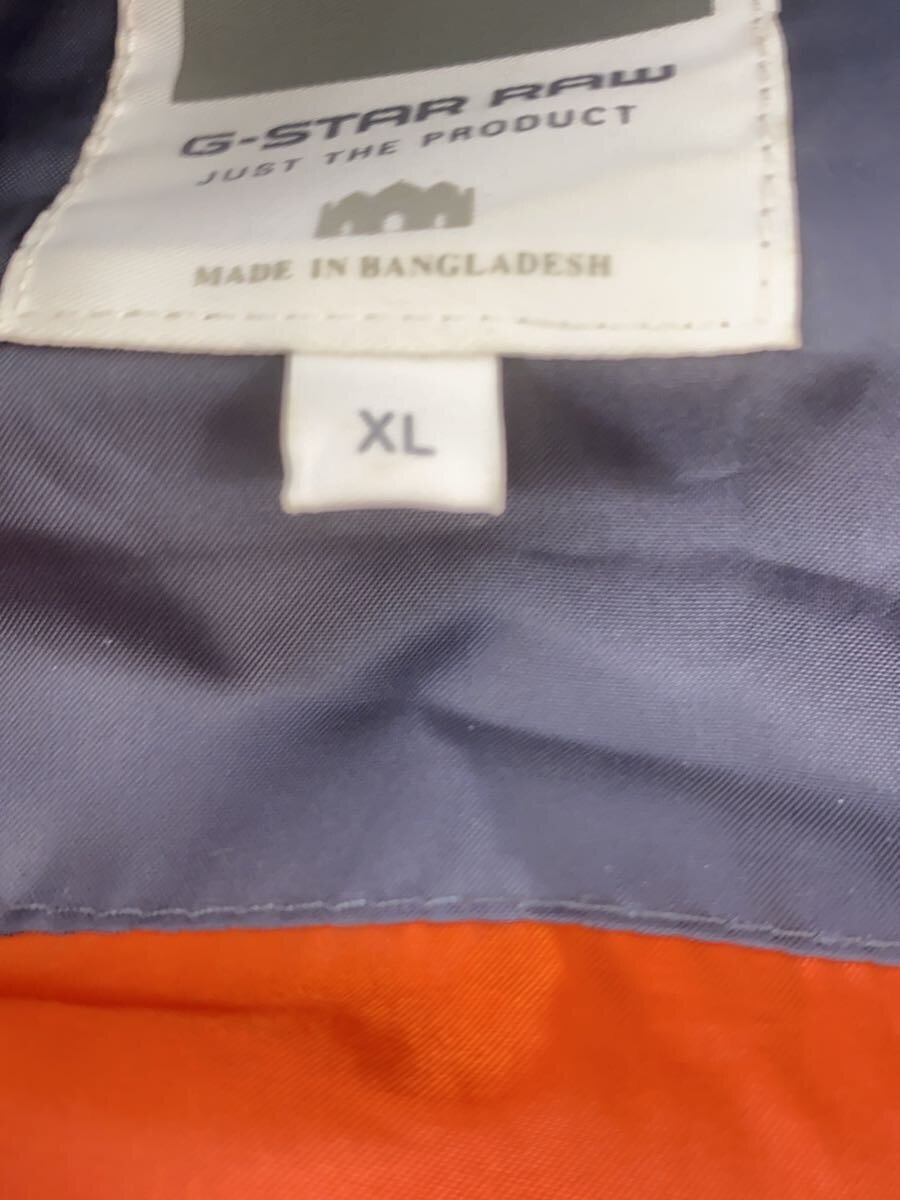 G-STAR RAW
JUST THE PRODUCT
MADE IN BANGLADESH
XL